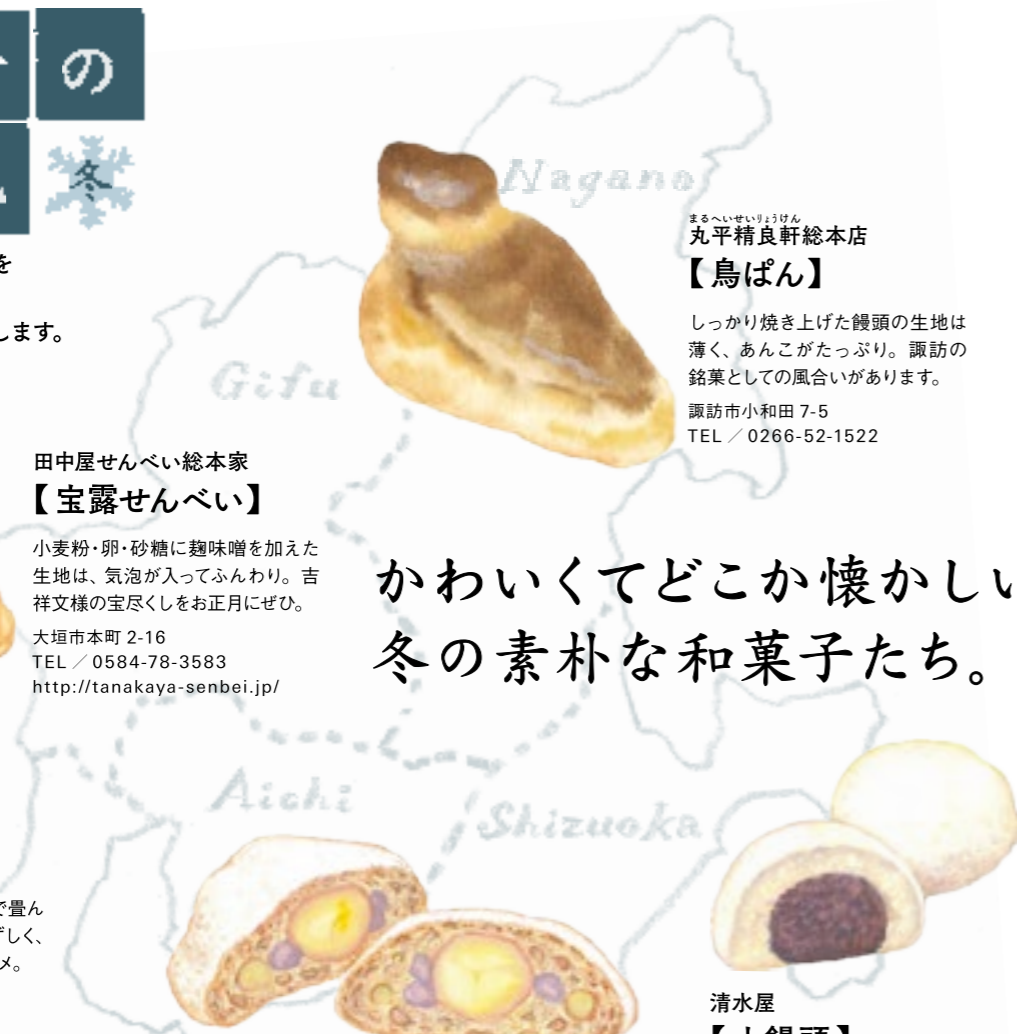 の
冬
を
します。
Nagano
まるへいせいりょうけん
丸平精良軒総本店
【鳥ぱん】
しっかり焼き上げた饅頭の生地は
薄く、あんこがたっぷり。諏訪の
銘菓としての風合いがあります。
諏訪市小和田 7-5
TEL/0266-52-1522
Gifu
田中屋せんべい総本家
【宝露せんべい】
小麦粉・卵・砂糖に麹味噌を加えた
生地は、気泡が入ってふんわり。吉
祥文様の宝尽くしをお正月にぜひ。
大垣市本町 2-16
TEL/0584-78-3583
http://tanakaya-senbei.jp/
かわいくてどこか懐かしい
冬の素朴な和菓子たち。
Aichi
Shizuoka
で畳ん
しく、
メ。
清水屋
饅頭】